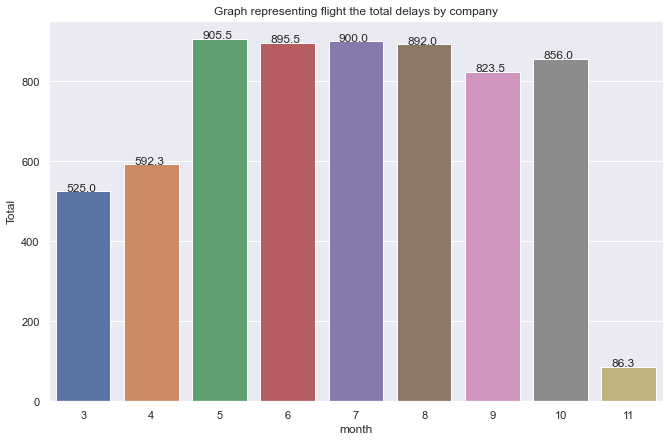 Graph representing flight the total delays by company
905.5 895.5 900.0 892.0 823.5 856.0
592.3
525.0
86.3
800
600
400
200
0
Total
3 4 5 6 7 8 9 10 11
month